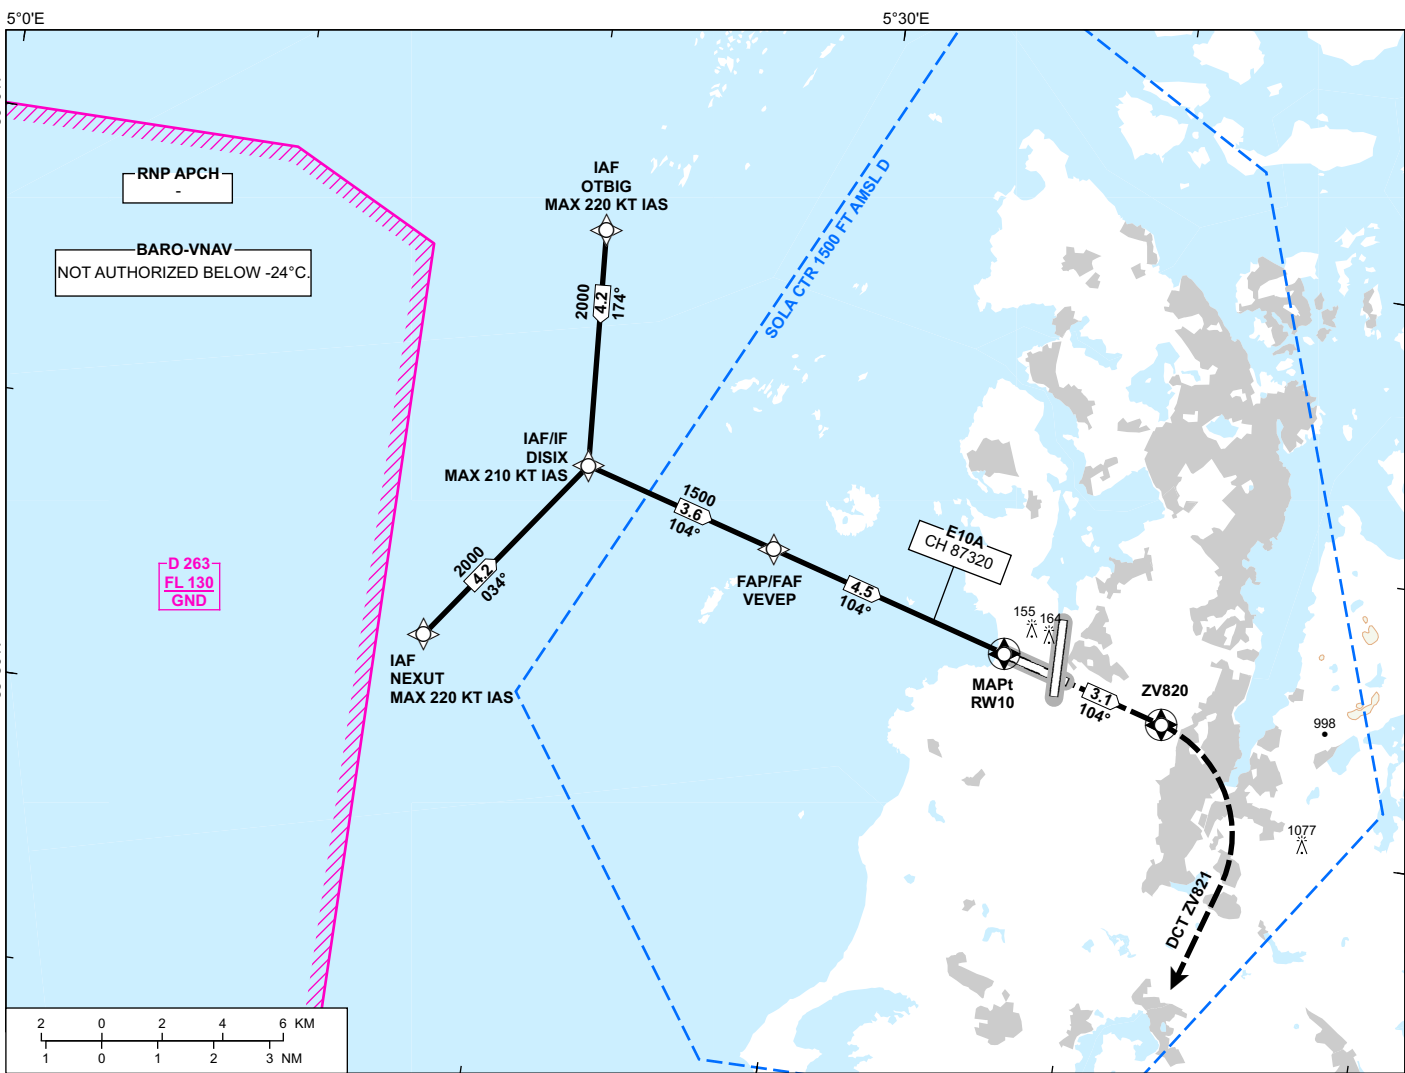 5°0'E
5°30'E
RNP APCH
-
BARO-VNAV
NOT AUTHORIZED BELOW -24°C.
IAF
OTBIG
MAX 220 KT IAS
SOLA CTR 1500 FT AMSL D
2000
4.2
174°
IAF/IF
DISIX
MAX 210 KT IAS
1500
3.6
104°
E10A
CH 87320
2000
4.2
034°
D 263
FL 130
GND
FAP/FAF
VEVEP
4.5
104°
155
164
IAF
NEXUT
MAX 220 KT IAS
MAPt
RW10
3.1
104°
ZV820
998
1077
DCT ZV821
2 0 2 4 6 KM
1 0 1 2 3 NM